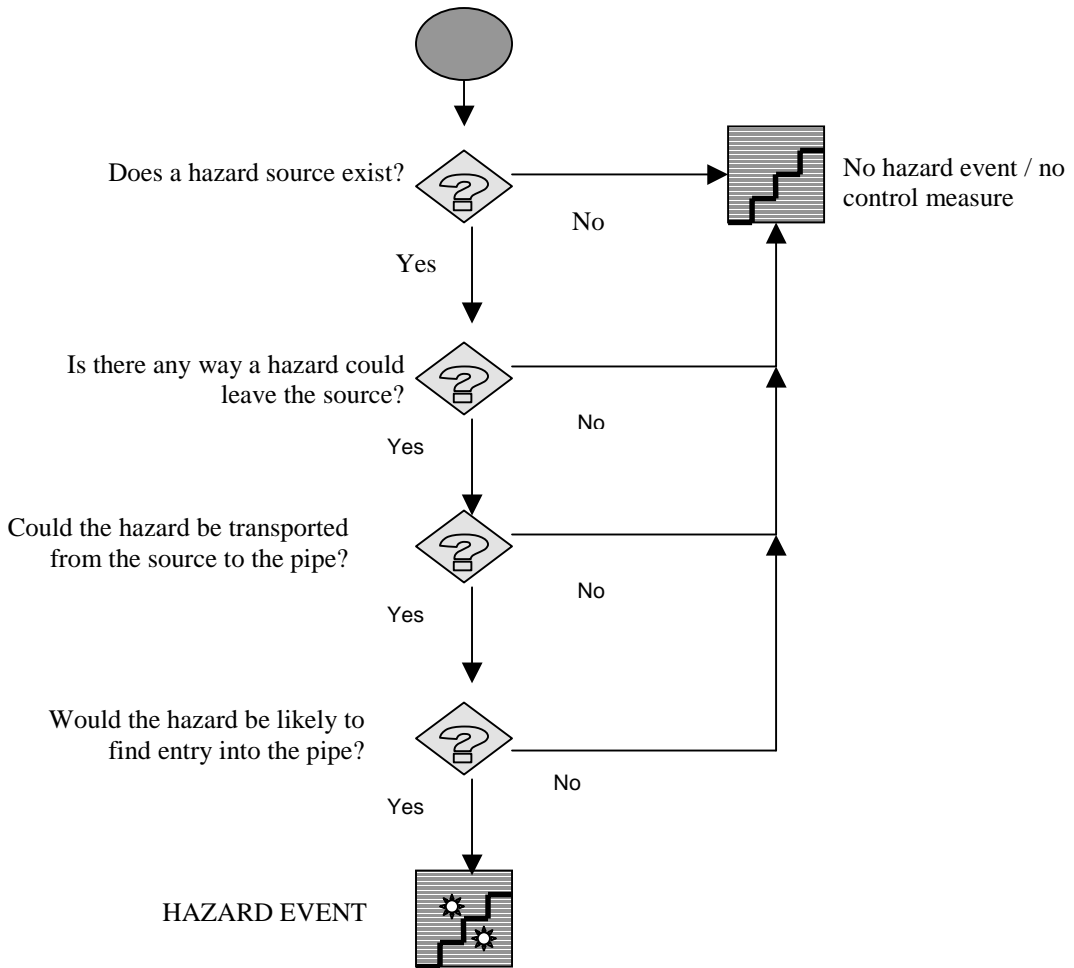 Does a hazard source exist?
No hazard event / no
control measure
No
Yes
Is there any way a hazard could
leave the source?
No
Yes
Could the hazard be transported
from the source to the pipe?
No
Yes
Would the hazard be likely to
find entry into the pipe?
No
Yes
HAZARD EVENT